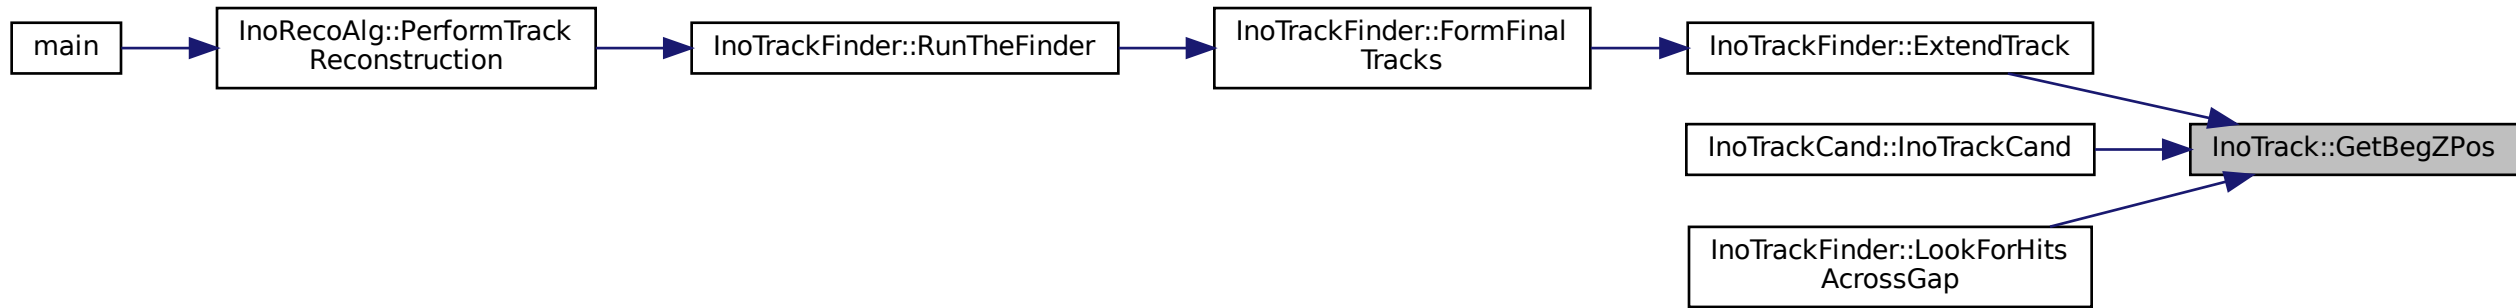 main
InoRecoAlg::PerformTrack
Reconstruction
InoTrackFinder::RunTheFinder
InoTrackFinder::FormFinal
Tracks
InoTrackFinder::ExtendTrack
InoTrackCand::InoTrackCand
InoTrackFinder::LookForHits
AcrossGap
InoTrack::GetBegZPos